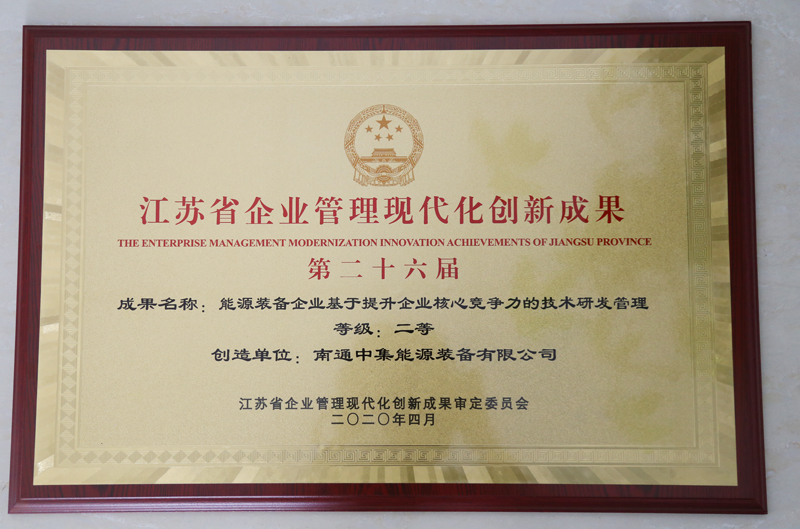 江苏省企业管理现代化创新成果
THE ENTERPRISE MANAGEMENT MODERNIZATION INNOVATION ACHIEVEMENTS OF JIANGSU PROVINCE
第二十六届
成果名称：能源装备企业基于提升企业核心竞争力的技术研发管理
等级：二等
创造单位：南通中集能源装备有限公司
江苏省企业管理现代化创新成果审定委员会
二〇二〇年四月